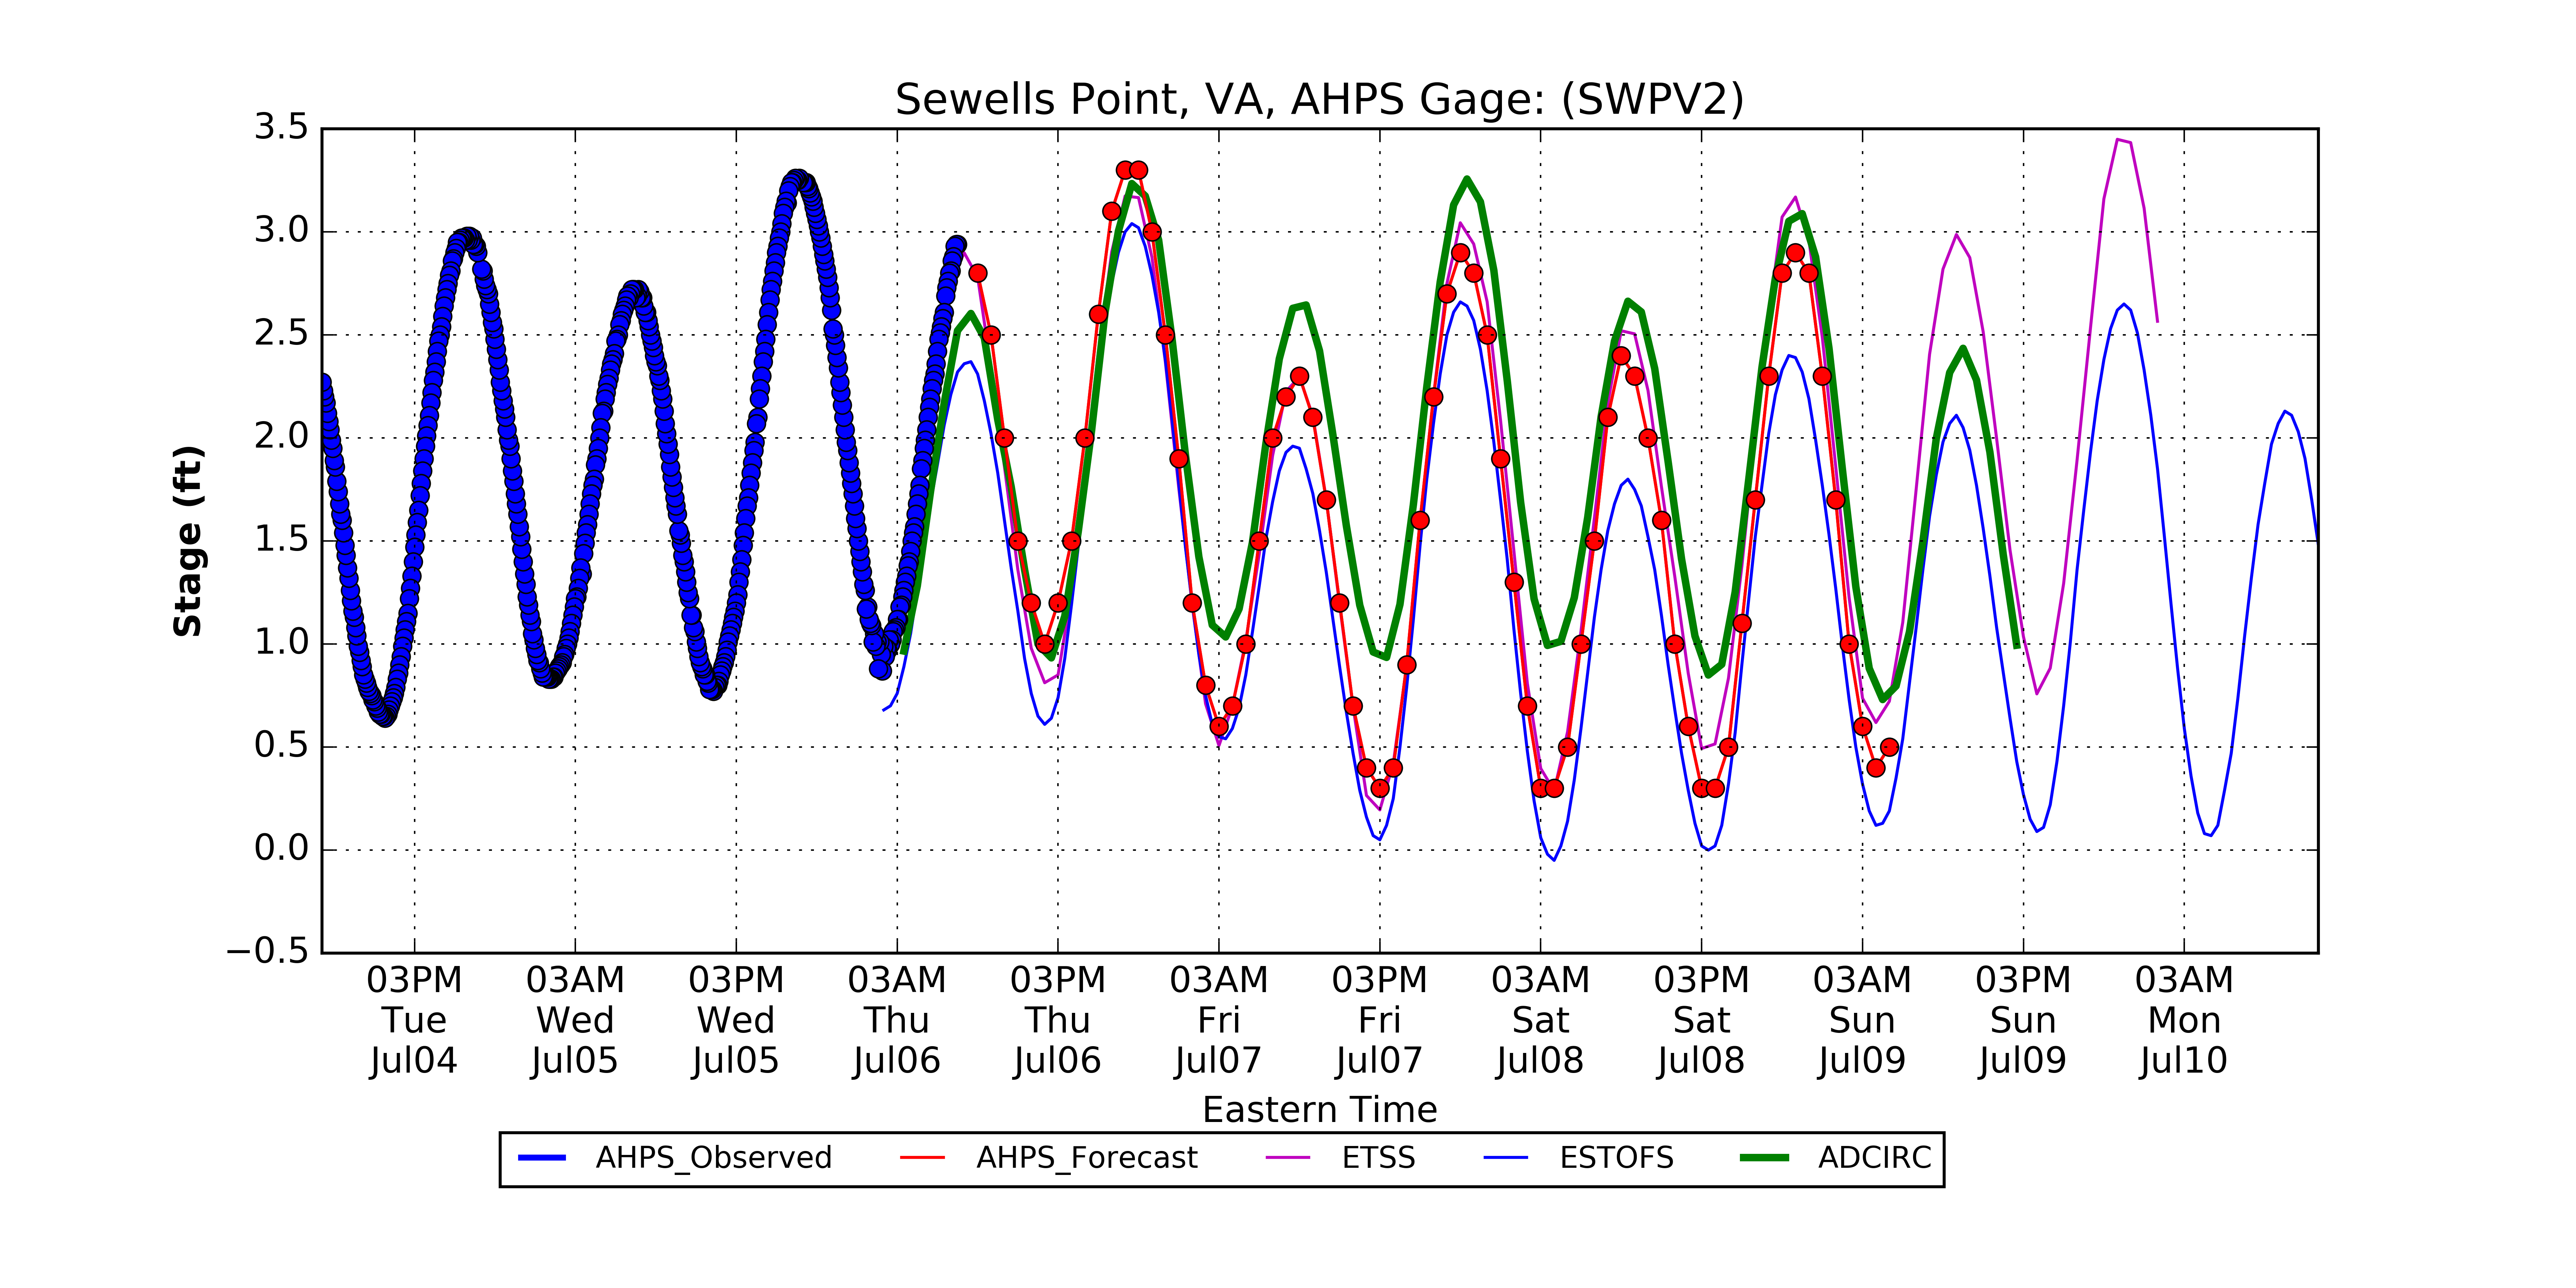 Sewells Point, VA, AHPS Gage: (SWPV2)
Stage (ft)
3.5
3.0
2.5
2.0
1.5
1.0
0.5
0.0
−0.5
03PM 03AM 03PM 03AM 03PM 03AM 03PM 03AM 03PM 03AM 03PM 03AM
Tue Wed Wed Thu Thu Fri Fri Sat Sat Sun Sun Mon
Jul04 Jul05 Jul05 Jul06 Jul06 Jul07 Jul07 Jul08 Jul08 Jul09 Jul09 Jul10
Eastern Time
AHPS_Observed AHPS_Forecast ETSS ESTOFS ADCIRC